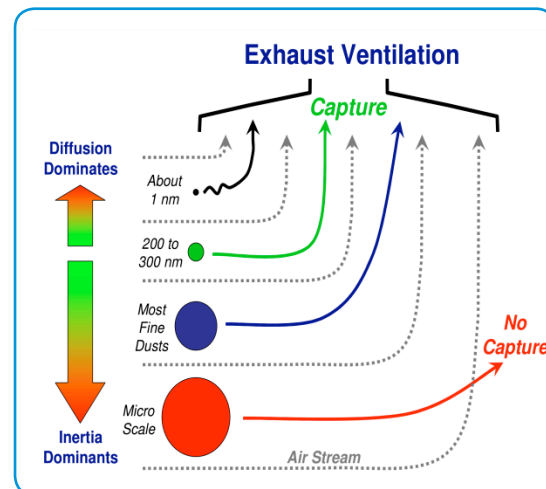 Exhaust Ventilation
Capture
Diffusion
Dominates
About
1 nm
200 to
300 nm
Most
Fine
Dusts
No
Capture
Micro
Scale
Inertia
Dominants
Air Stream